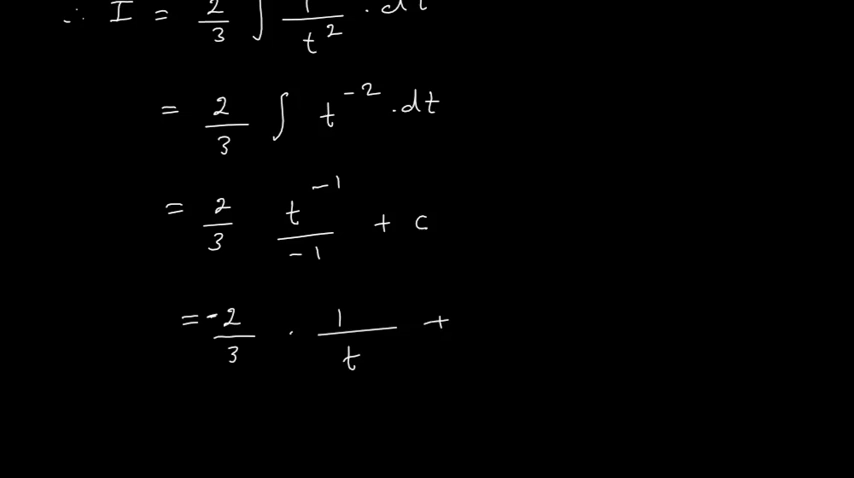 ∴ I = 2/3 ∫ 1/t² · dt
= 2/3 ∫ t⁻² · dt
= 2/3 t⁻¹/-1 + c
= -2/3 · 1/t +